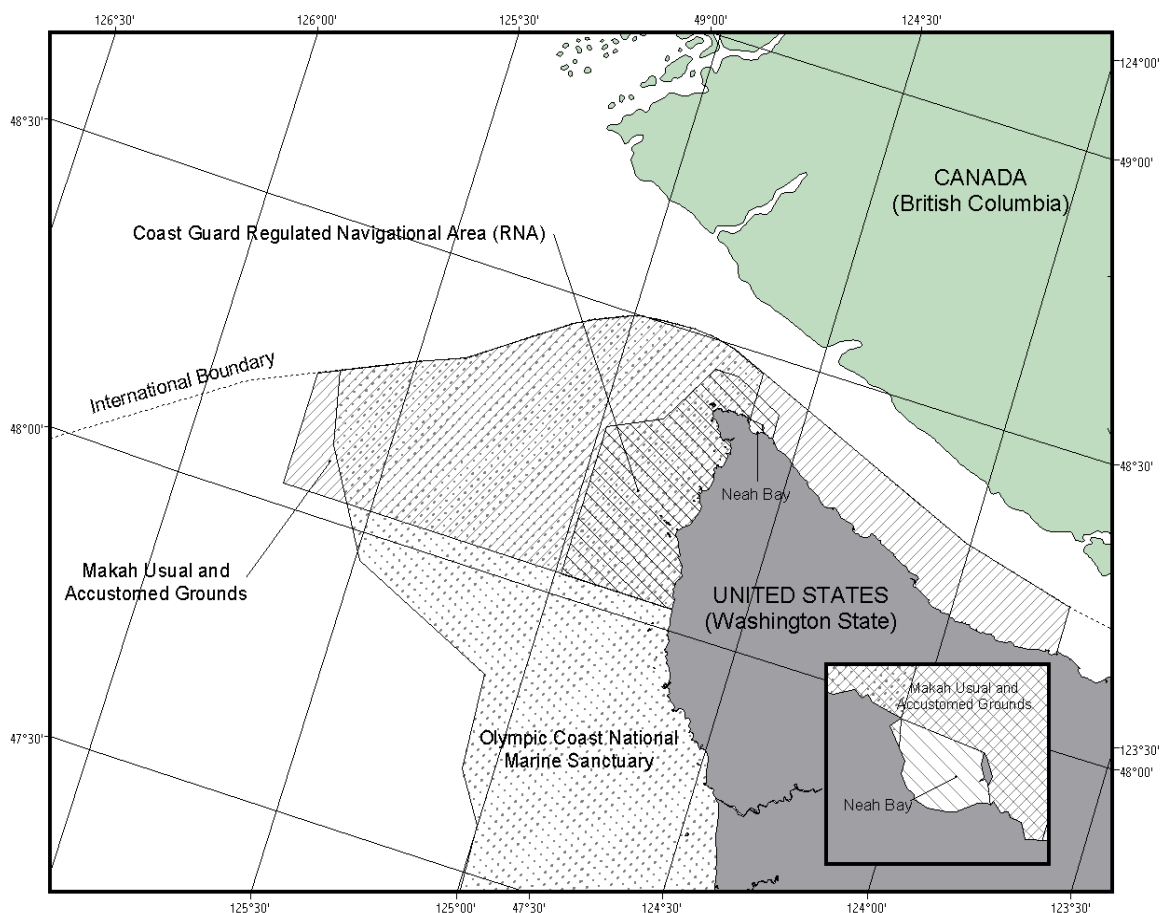 126°30'
126°00'
125°30'
49°00'
124°30'
124°00'
48°30'
49°00'
CANADA
(British Columbia)
Coast Guard Regulated Navigational Area (RNA)
International Boundary
48°00'
48°30'
Neah Bay
Makah Usual and
Accustomed Grounds
UNITED STATES
(Washington State)
Makah Usual and
Accustomed Grounds
47°30'
Olympic Coast National
Marine Sanctuary
123°30'
48°00'
Neah Bay
125°30'
125°00'
47°30'
124°30'
124°00'
123°30'